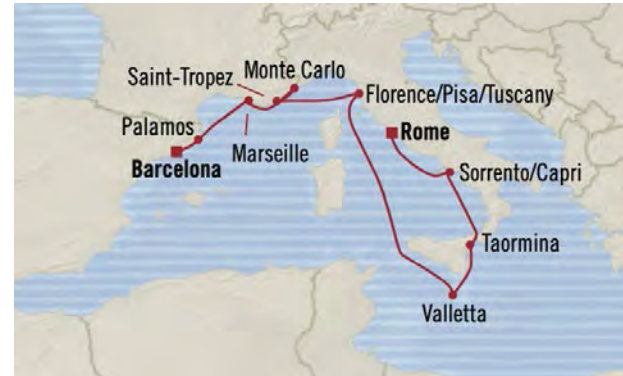 Saint-Tropez
Monte Carlo
Florence/Pisa/Tuscany
Palamos
Rome
Marseille
Barcelona
Sorrento/Capri
Taormina
Valletta